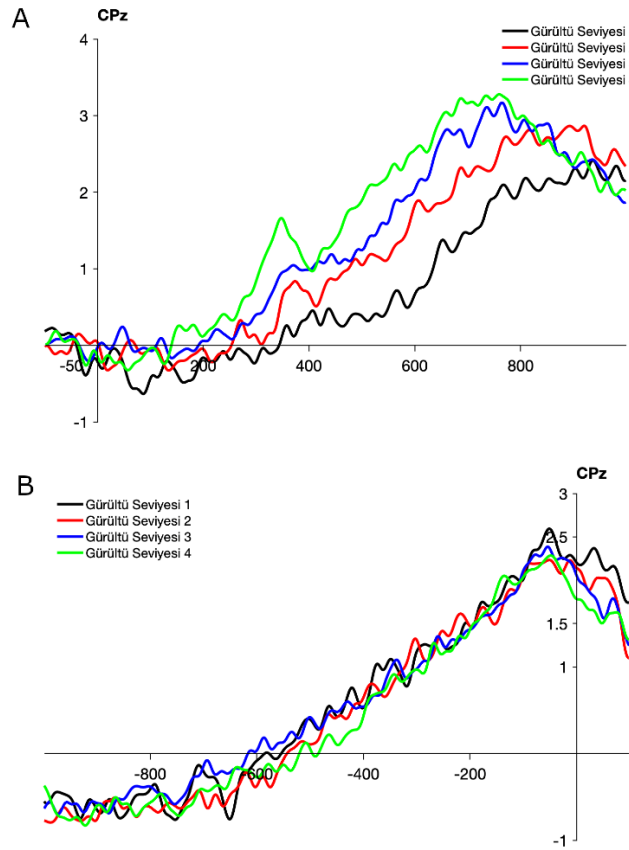 A
CPz
4
Gürültü Seviyesi
Gürültü Seviyesi
Gürültü Seviyesi
Gürültü Seviyesi
3
2
1
-50 200 400 600 800
-1
B
CPz
3
Gürültü Seviyesi 1
Gürültü Seviyesi 2
Gürültü Seviyesi 3
Gürültü Seviyesi 4
2.5
1.5
1
-800 -600 -400 -200
-1